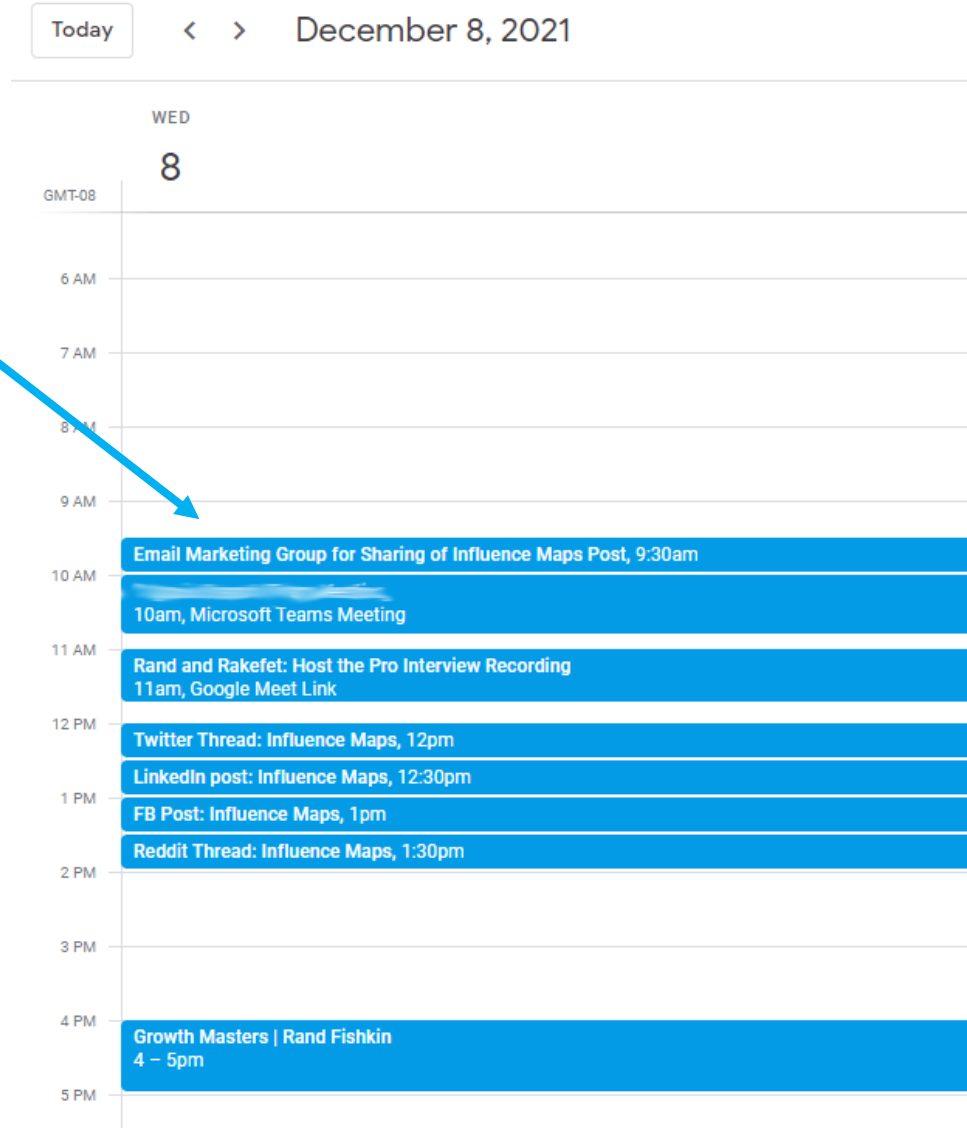 Today
December 8, 2021
WED
8
GMT-08
6 AM
7 AM
8 AM
9 AM
Email Marketing Group for Sharing of Influence Maps Post, 9:30am
10 AM
10am, Microsoft Teams Meeting
11 AM
Rand and Rakefet: Host the Pro Interview Recording
11am, Google Meet Link
12 PM
Twitter Thread: Influence Maps, 12pm
LinkedIn post: Influence Maps, 12:30pm
1 PM
FB Post: Influence Maps, 1pm
Reddit Thread: Influence Maps, 1:30pm
2 PM
3 PM
4 PM
Growth Masters | Rand Fishkin
4 – 5pm
5 PM